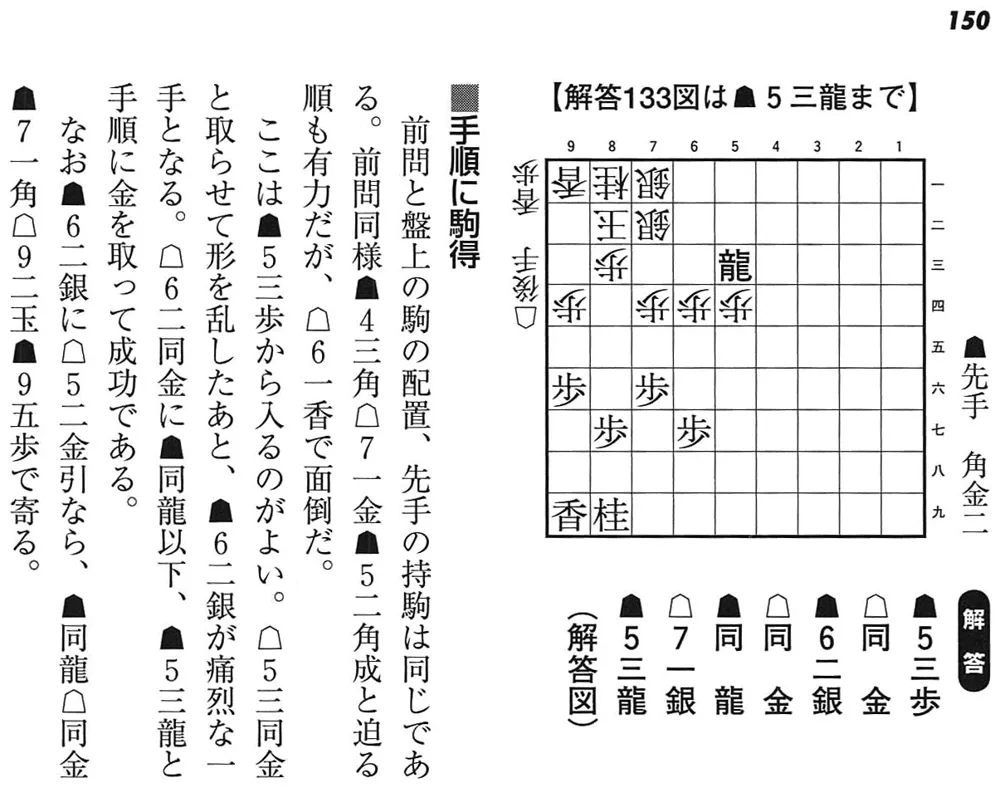 150
【解答133図は☗5三龍まで】
9 8 7 6 5 4 3 2 1
香 桂 銀 一
王 銀 二
歩 龍 三
歩 歩 歩 歩 四
五
歩 歩 六
歩 歩 七
八
香 桂 九
☗先手 角金二
☖後手 香歩
解答
☗5三歩
☖同 金
☗6二銀
☖同 金
☗同 龍
☖7一銀
☗5三龍
(解答図)
■手順に駒得
前問と盤上の駒の配置、先手の持駒は同じであ
る。前問同様☗4三角☖7一金☗5二角成と迫る
順も有力だが、☖6一香で面倒だ。
ここは☗5三歩から入るのがよい。☖5三同金
と取らせて形を乱したあと、☗6二銀が痛烈な一
手となる。☖6二同金に☗同龍以下、☗5三龍と
手順に金を取って成功である。
なお☗6二銀に☖5二金引なら、☗同龍☖同金
☗7一角☖9二玉☗9五歩で寄る。